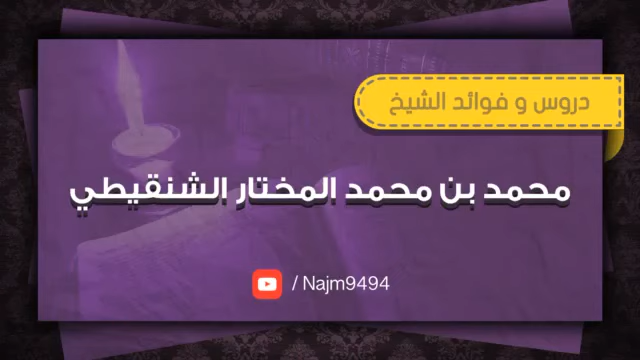 دروس و فوائد الشيخ
محمد بن محمد المختار الشنقيطي
/ Najm9494